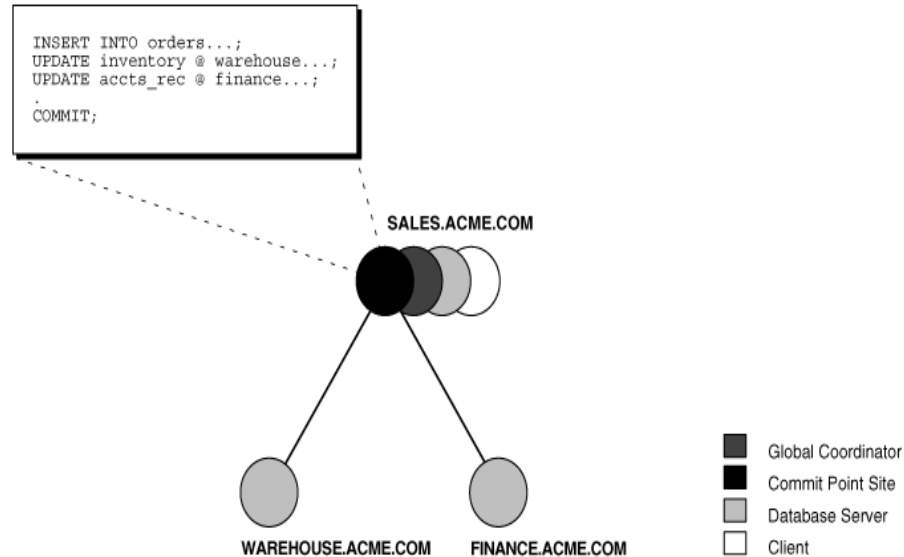 INSERT INTO orders...;
UPDATE inventory @ warehouse...;
UPDATE accts_rec @ finance...;
.
COMMIT;
SALES.ACME.COM
WAREHOUSE.ACME.COM
FINANCE.ACME.COM
Global Coordinator
Commit Point Site
Database Server
Client